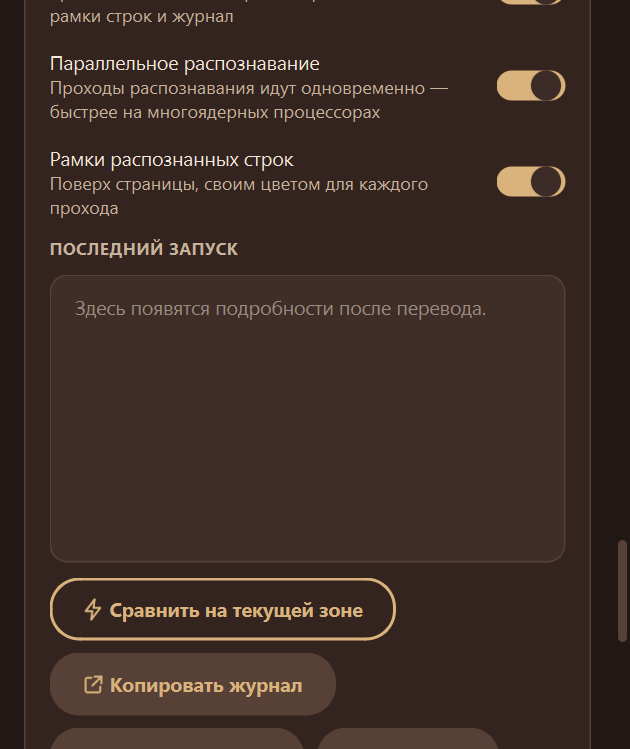 рамки строк и журнал
Параллельное распознавание
Проходы распознавания идут одновременно —
быстрее на многоядерных процессорах
Рамки распознанных строк
Поверх страницы, своим цветом для каждого
прохода
ПОСЛЕДНИЙ ЗАПУСК
Здесь появятся подробности после перевода.
Сравнить на текущей зоне
Копировать журнал